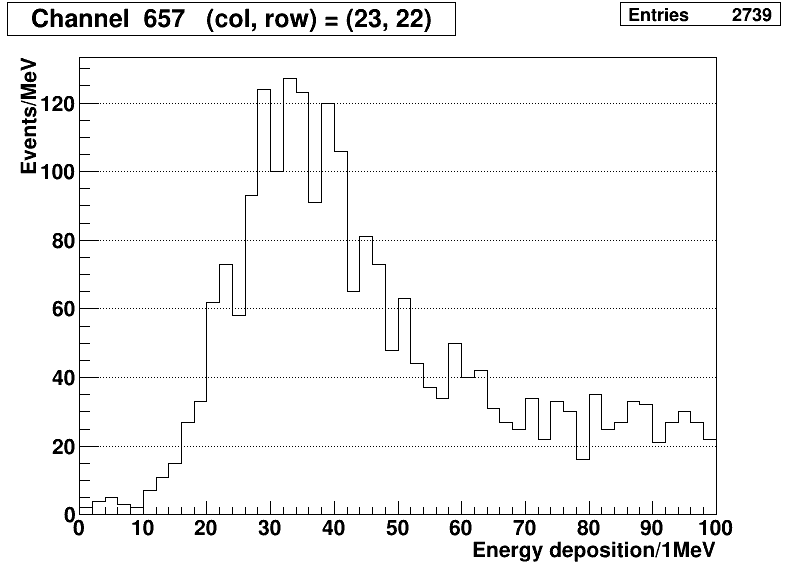 Channel 657 (col, row) = (23, 22)
Entries 2739
Events/MeV
120
100
80
60
40
20
0
0 10 20 30 40 50 60 70 80 90 100
Energy deposition/1MeV